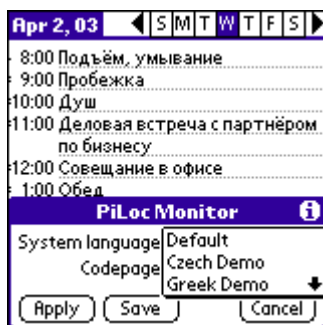 Apr 2, 03 S M T W T F S
8:00 Подъём, умывание
9:00 Пробежка
10:00 Душ
11:00 Деловая встреча с партнёром
по бизнесу
12:00 Совещание в офисе
1:00 Обед
PiLoc Monitor i
System language Default
Codepage Czech Demo
Greek Demo
Apply Save Cancel